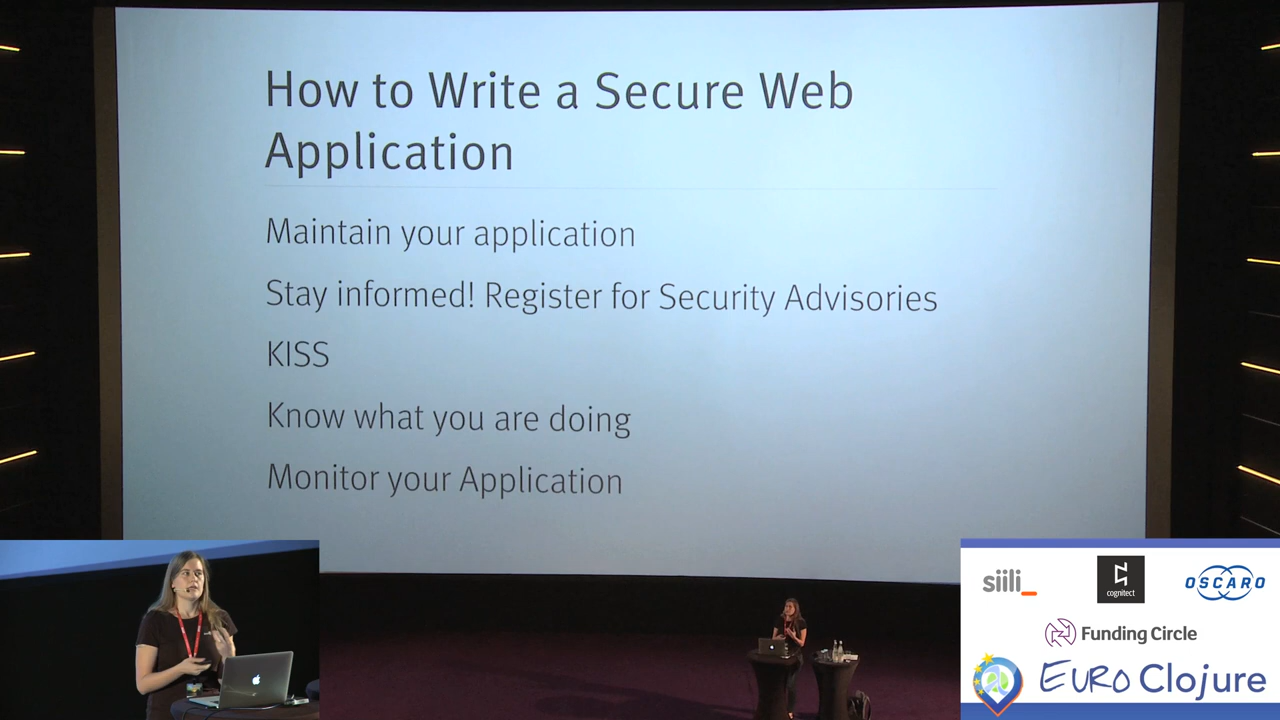 How to Write a Secure Web
Application
Maintain your application
Stay informed! Register for Security Advisories
KISS
Know what you are doing
Monitor your Application
siili_
cognitect
OSCARO
Funding Circle
EURO Clojure